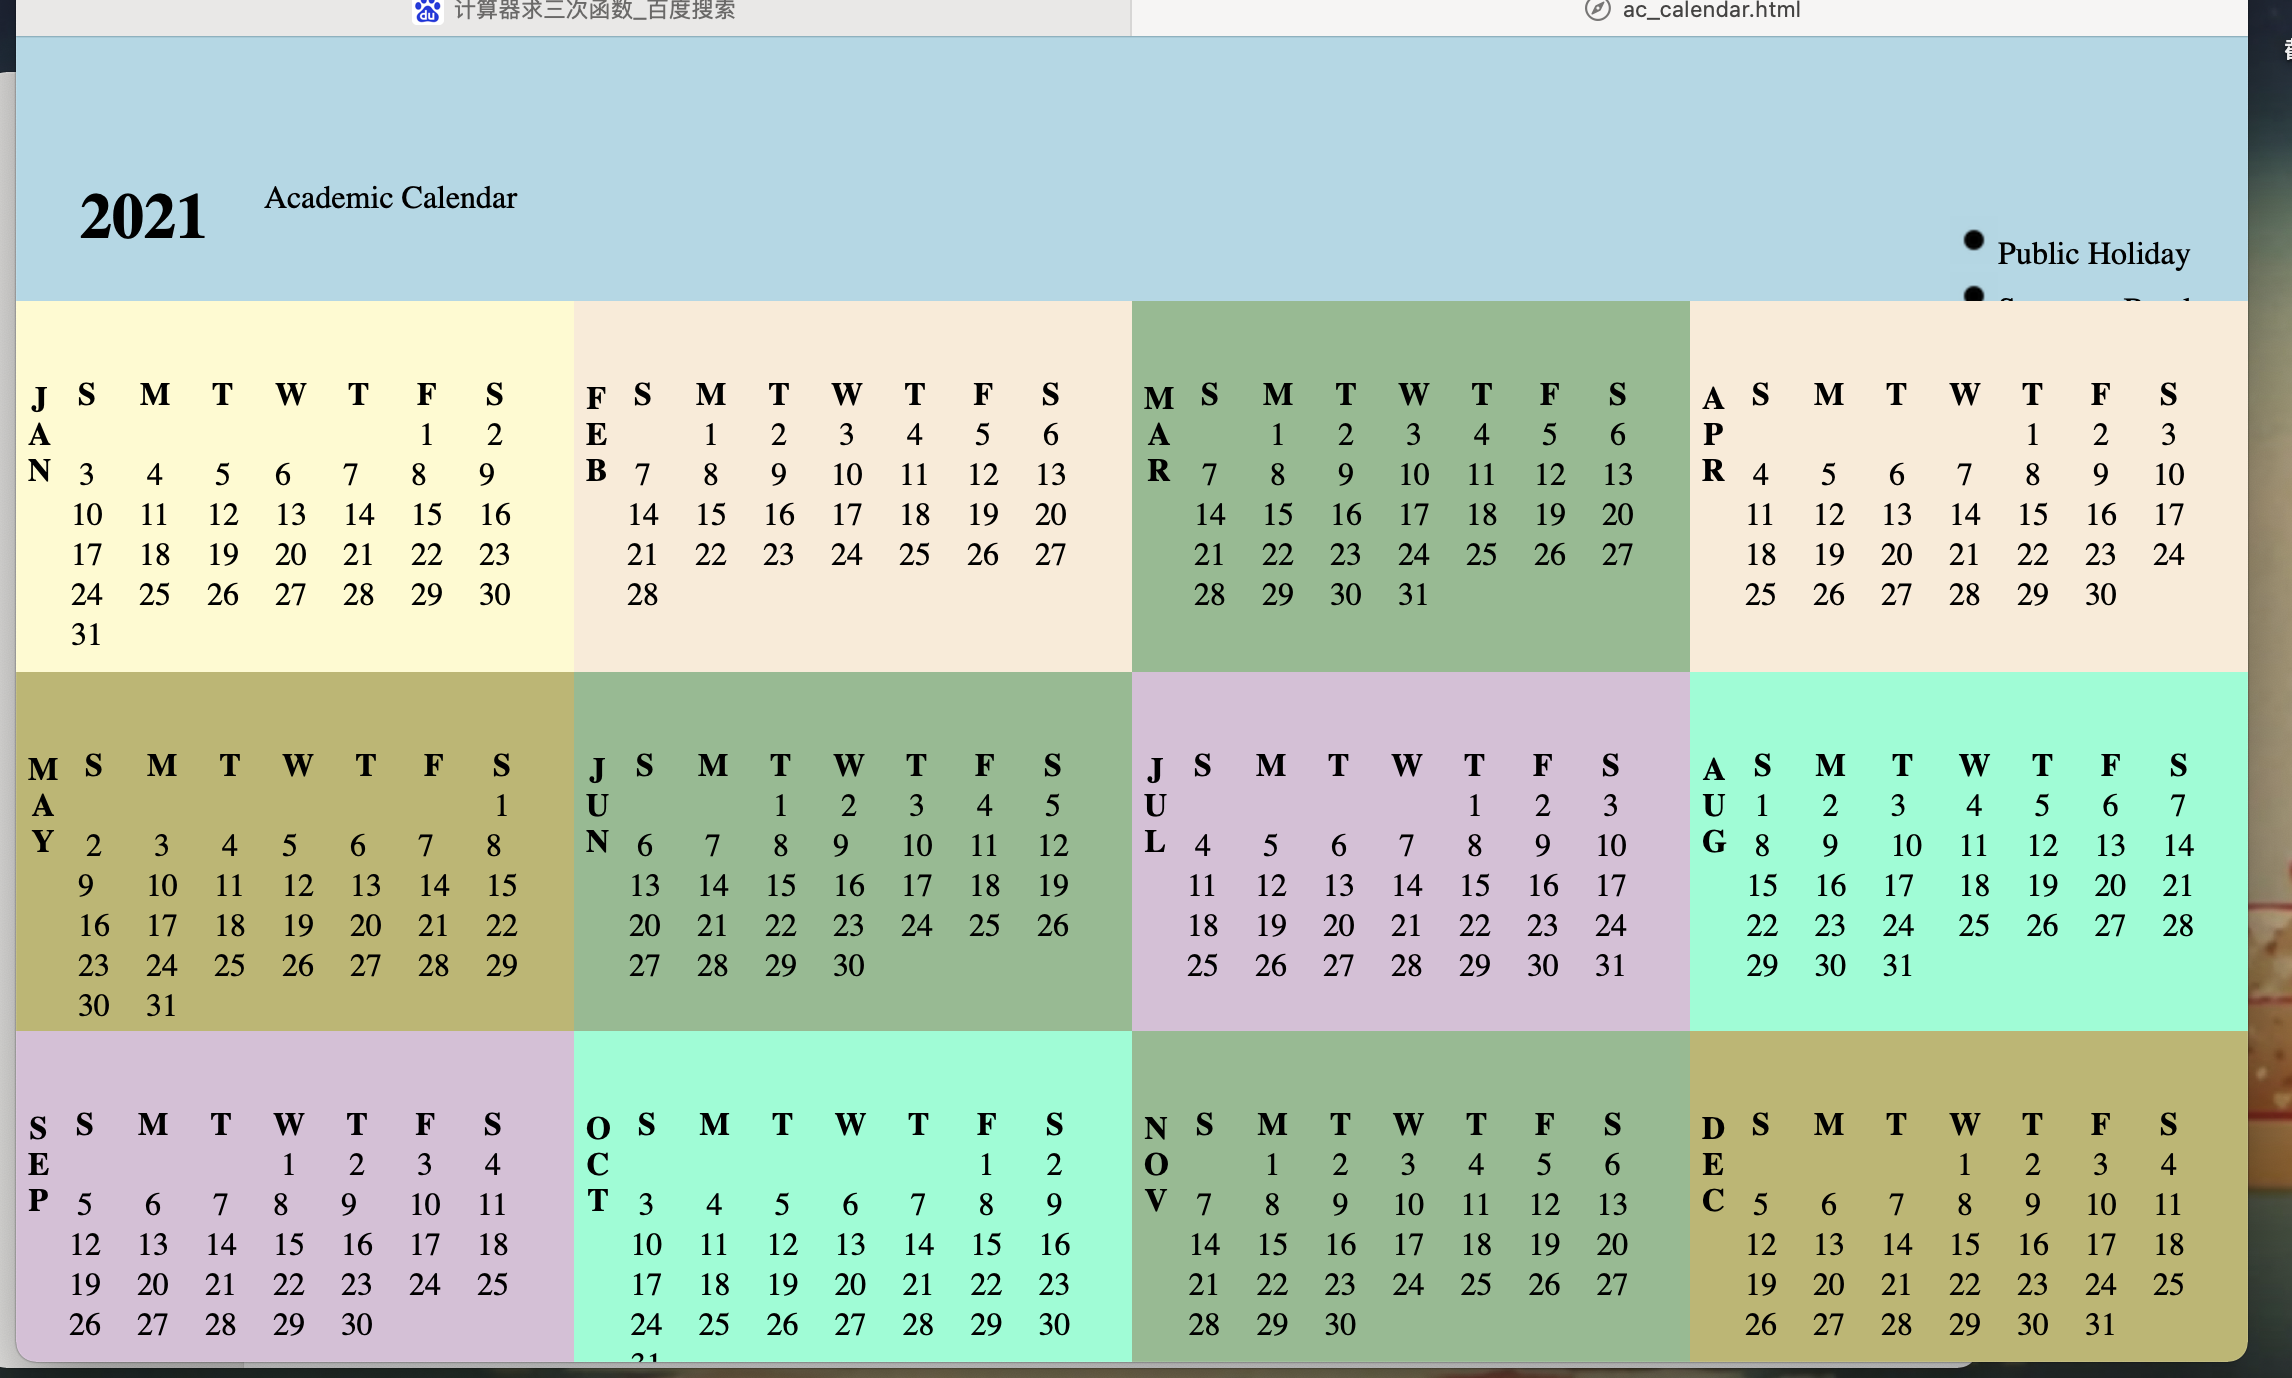 计算器求三次函数_百度搜索
ac_calendar.html
2021
Academic Calendar
Public Holiday
JAN
S M T W T F S
1 2
3 4 5 6 7 8 9
10 11 12 13 14 15 16
17 18 19 20 21 22 23
24 25 26 27 28 29 30
31
FEB
S M T W T F S
1 2 3 4 5 6
7 8 9 10 11 12 13
14 15 16 17 18 19 20
21 22 23 24 25 26 27
28
MAR
S M T W T F S
1 2 3 4 5 6
7 8 9 10 11 12 13
14 15 16 17 18 19 20
21 22 23 24 25 26 27
28 29 30 31
APR
S M T W T F S
1 2 3
4 5 6 7 8 9 10
11 12 13 14 15 16 17
18 19 20 21 22 23 24
25 26 27 28 29 30
MAY
S M T W T F S
1
2 3 4 5 6 7 8
9 10 11 12 13 14 15
16 17 18 19 20 21 22
23 24 25 26 27 28 29
30 31
JUN
S M T W T F S
1 2 3 4 5
6 7 8 9 10 11 12
13 14 15 16 17 18 19
20 21 22 23 24 25 26
27 28 29 30
JUL
S M T W T F S
1 2 3
4 5 6 7 8 9 10
11 12 13 14 15 16 17
18 19 20 21 22 23 24
25 26 27 28 29 30 31
AUG
S M T W T F S
1 2 3 4 5 6 7
8 9 10 11 12 13 14
15 16 17 18 19 20 21
22 23 24 25 26 27 28
29 30 31
SEP
S M T W T F S
1 2 3 4
5 6 7 8 9 10 11
12 13 14 15 16 17 18
19 20 21 22 23 24 25
26 27 28 29 30
OCT
S M T W T F S
1 2
3 4 5 6 7 8 9
10 11 12 13 14 15 16
17 18 19 20 21 22 23
24 25 26 27 28 29 30
31
NOV
S M T W T F S
1 2 3 4 5 6
7 8 9 10 11 12 13
14 15 16 17 18 19 20
21 22 23 24 25 26 27
28 29 30
DEC
S M T W T F S
1 2 3 4
5 6 7 8 9 10 11
12 13 14 15 16 17 18
19 20 21 22 23 24 25
26 27 28 29 30 31